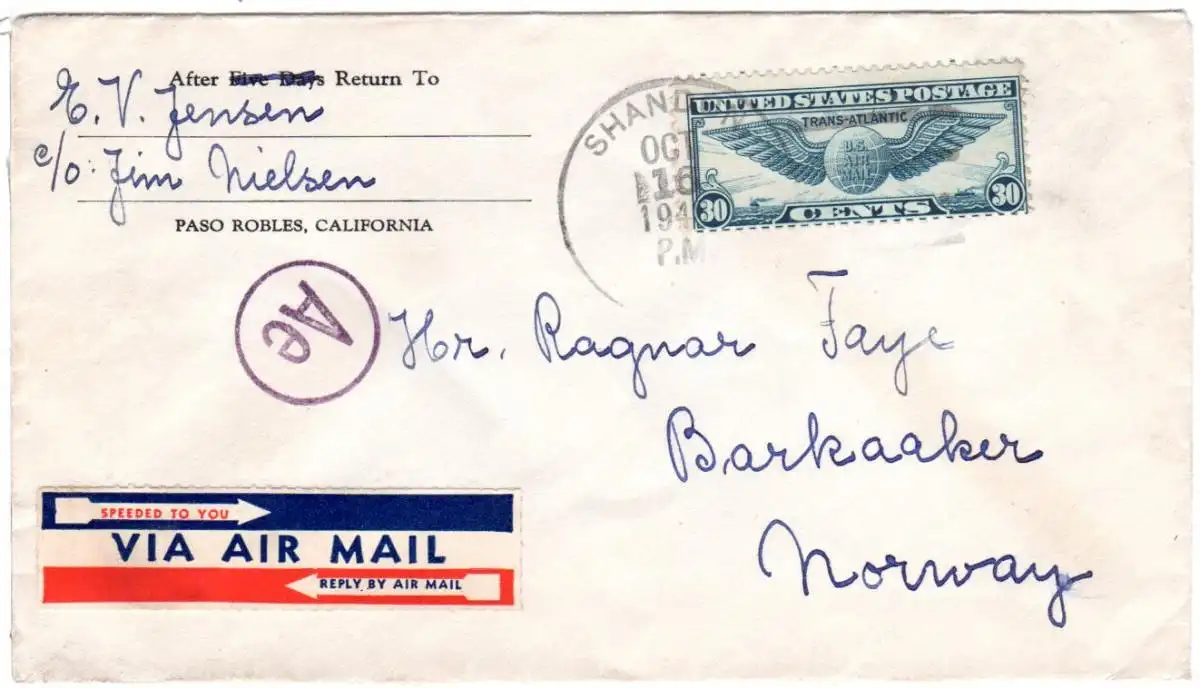 After Five Days Return To
E. V. Jensen
c/o: Jim Nielsen
PASO ROBLES, CALIFORNIA
OCT
16
P.M.
UNITED STATES POSTAGE
TRANS-ATLANTIC
U.S.
AIR
MAIL
30 30
CENTS
Ae
Hr. Ragnar Faye
Barkaaker
Norway
SPEEDED TO YOU
VIA AIR MAIL
REPLY BY AIR MAIL